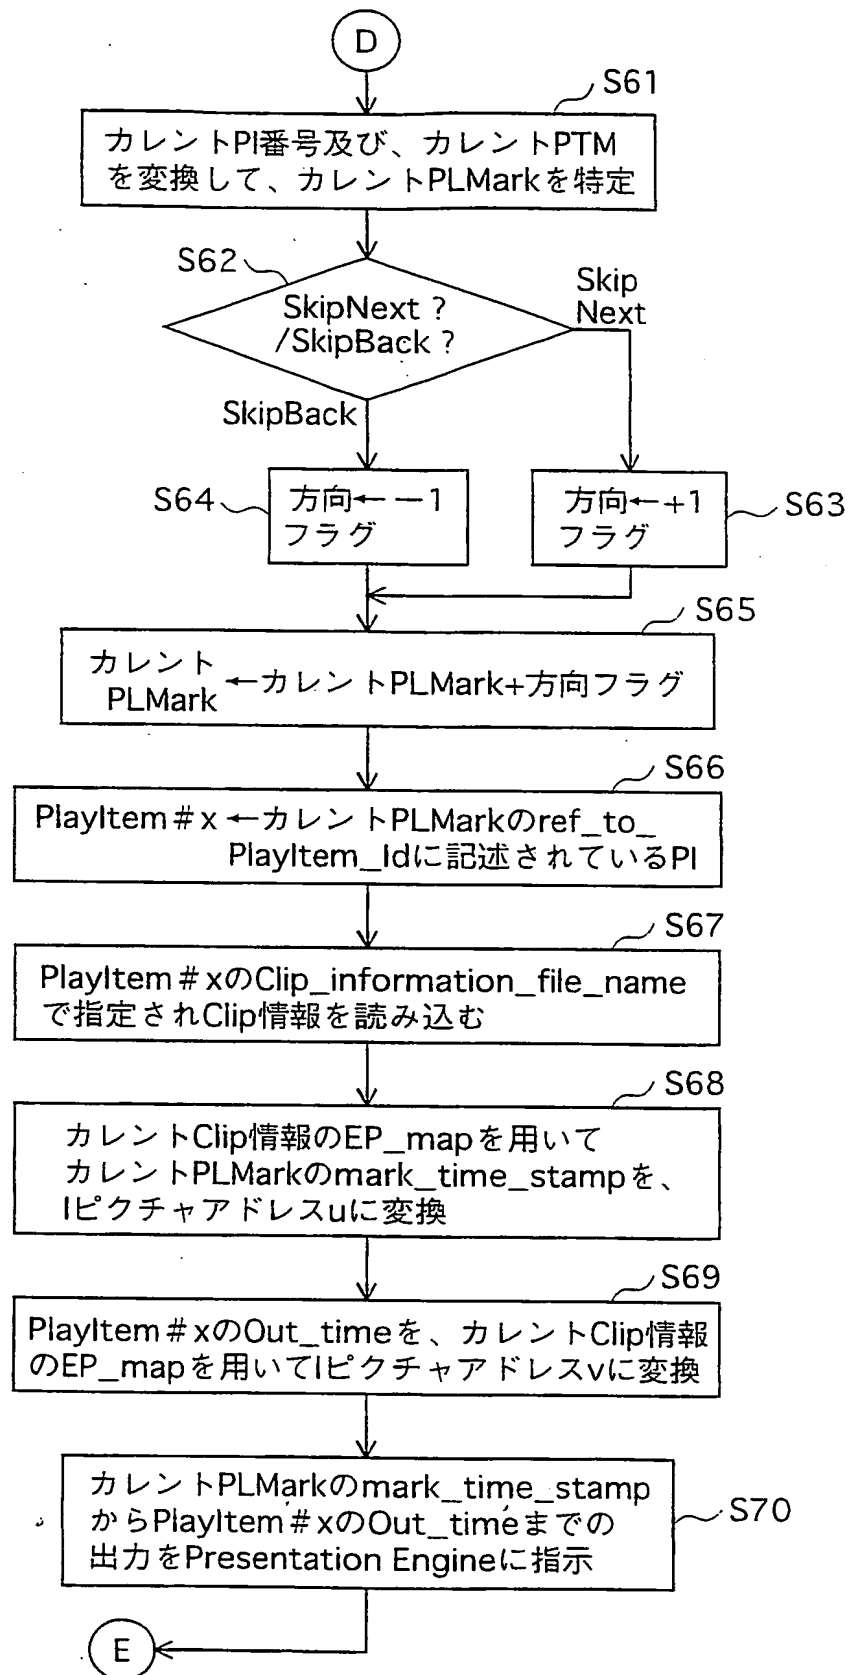 D
S61
カレントPI番号及び、カレントPTM
を変換して、カレントPLMarkを特定
S62
SkipNext ?
/SkipBack ?
Skip
Next
SkipBack
S64
方向←－1
フラグ
方向←+1
フラグ
S63
S65
カレント
PLMark
←カレントPLMark+方向フラグ
S66
PlayItem＃x←カレントPLMarkのref_to_
PlayItem_Idに記述されているPI
S67
PlayItem＃xのClip_information_file_name
で指定されClip情報を読み込む
S68
カレントClip情報のEP_mapを用いて
カレントPLMarkのmark_time_stampを、
Iピクチャアドレスuに変換
S69
PlayItem＃xのOut_timeを、カレントClip情報
のEP_mapを用いてIピクチャアドレスvに変換
カレントPLMarkのmark_time_stamp
からPlayItem＃xのOut_timeまでの
出力をPresentation Engineに指示
S70
E